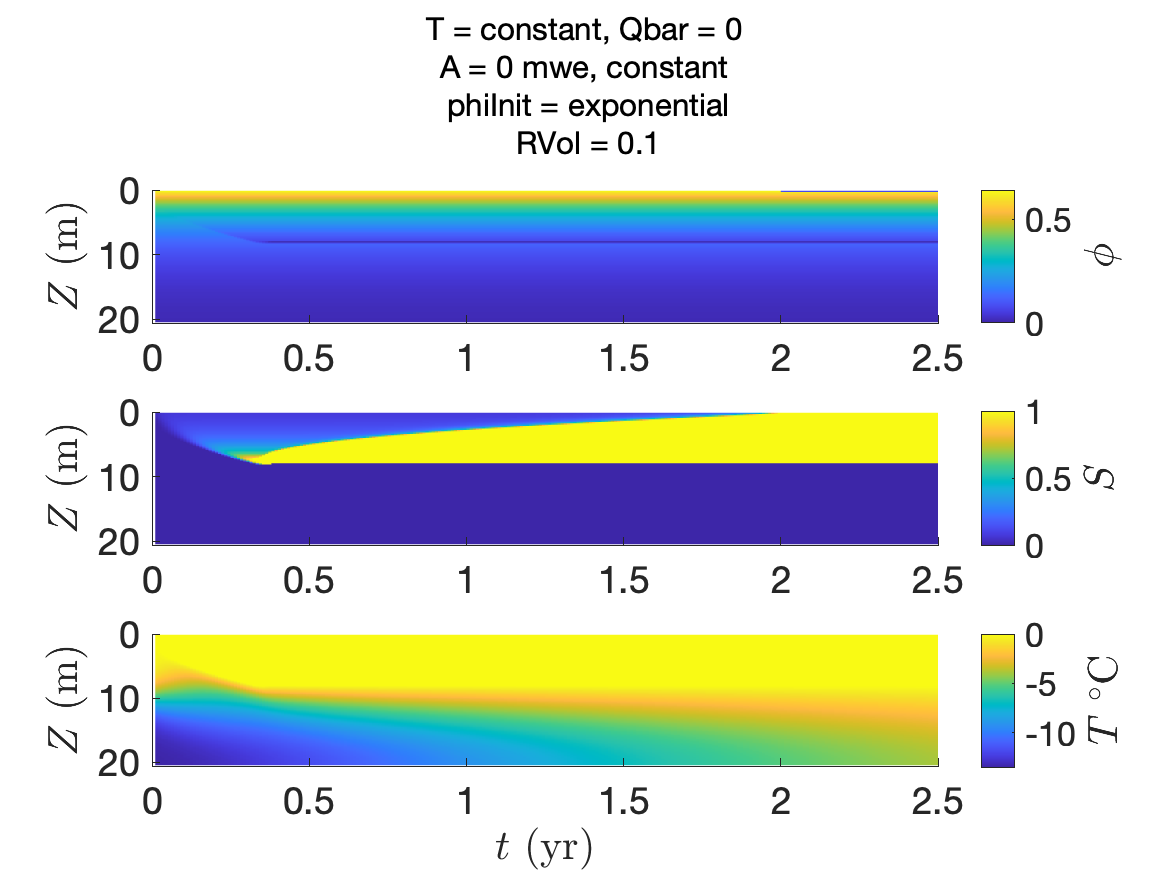 T = constant, Qbar = 0
A = 0 mwe, constant
phiInit = exponential
RVol = 0.1
0
10
20
Z (m)
0 0.5 1 1.5 2 2.5
0.5
0
ϕ
0
10
20
Z (m)
0 0.5 1 1.5 2 2.5
1
0.5
0
S
0
10
20
Z (m)
0 0.5 1 1.5 2 2.5
t (yr)
0
-5
-10
T °C